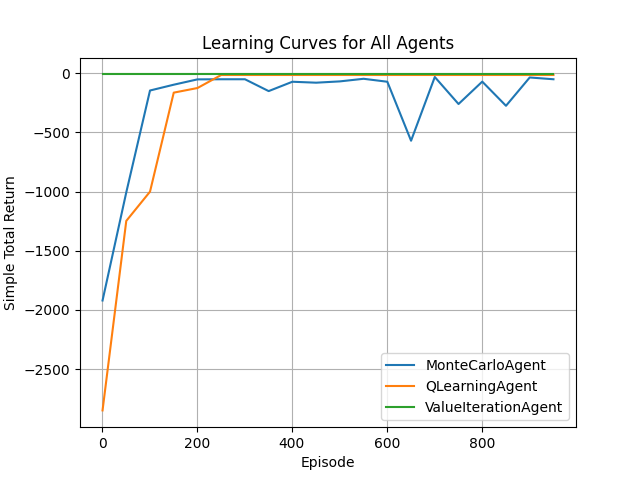 Learning Curves for All Agents
Simple Total Return
0
−500
−1000
−1500
−2000
−2500
0
200
400
600
800
Episode
MonteCarloAgent
QLearningAgent
ValueIterationAgent